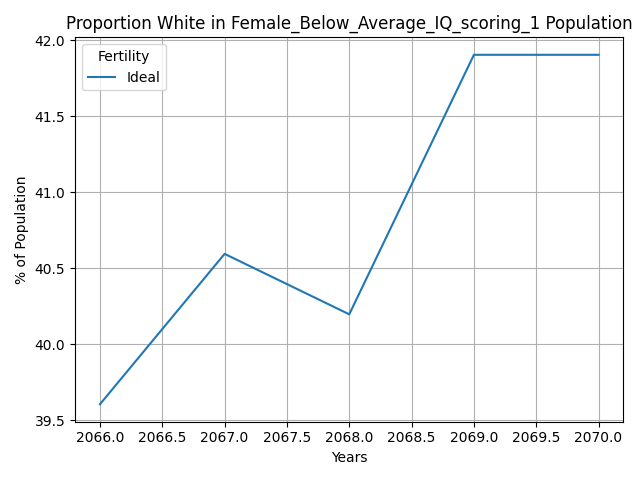 Proportion White in Female_Below_Average_IQ_scoring_1 Population
Fertility
Ideal
% of Population
42.0
41.5
41.0
40.5
40.0
39.5
2066.0 2066.5 2067.0 2067.5 2068.0 2068.5 2069.0 2069.5 2070.0
Years